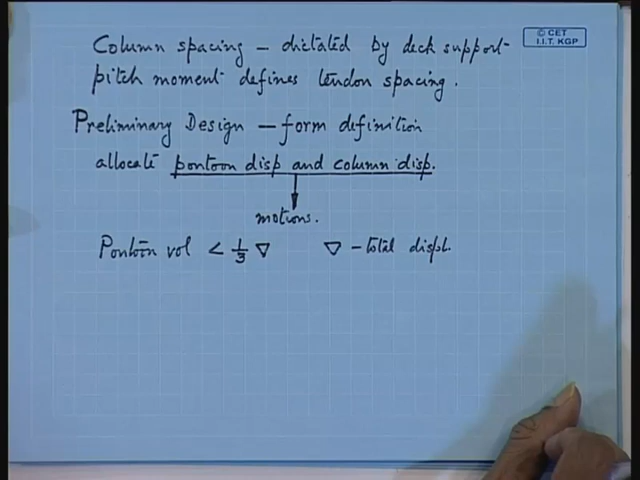 © CET
I.I.T. KGP
Column spacing – dictated by deck support
pitch moment defines tendon spacing.
Preliminary Design – form definition
allocate pontoon disp and column disp.
motions.
Pontoon vol < 1/3 ∇ ∇ – total displ.